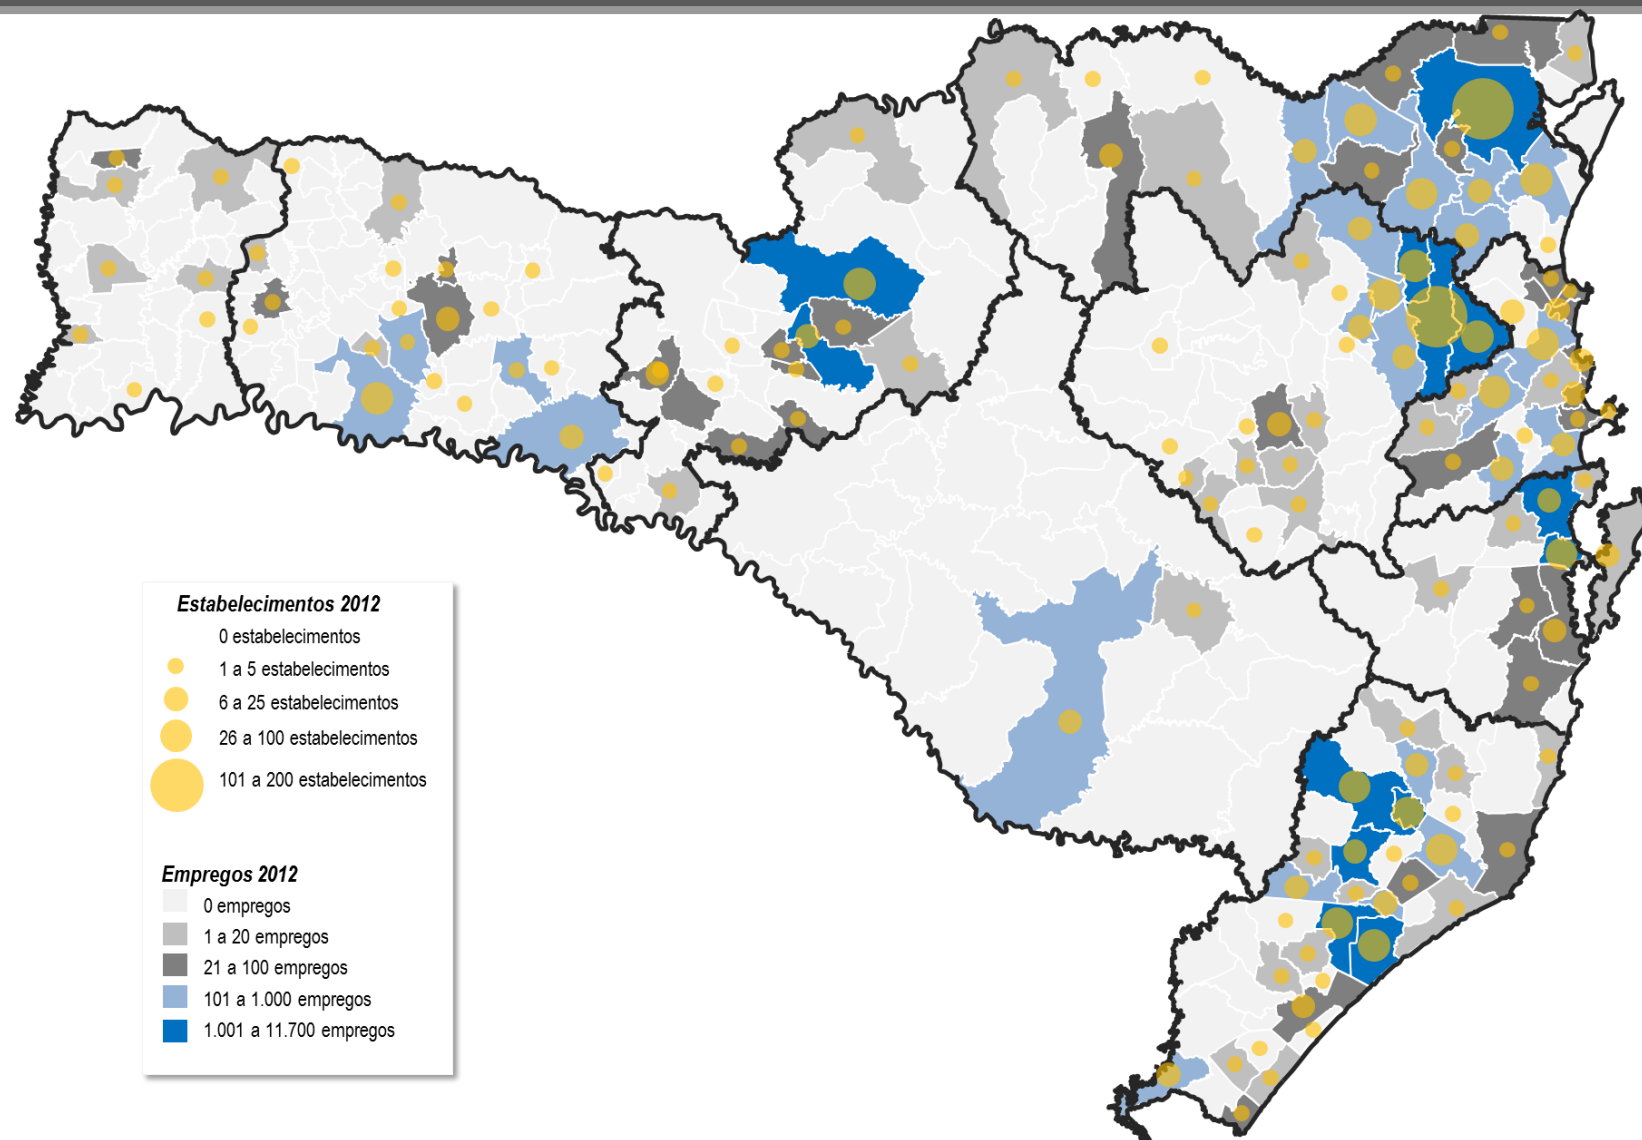 Estabelecimentos 2012
0 estabelecimentos
1 a 5 estabelecimentos
6 a 25 estabelecimentos
26 a 100 estabelecimentos
101 a 200 estabelecimentos
Empregos 2012
0 empregos
1 a 20 empregos
21 a 100 empregos
101 a 1.000 empregos
1.001 a 11.700 empregos